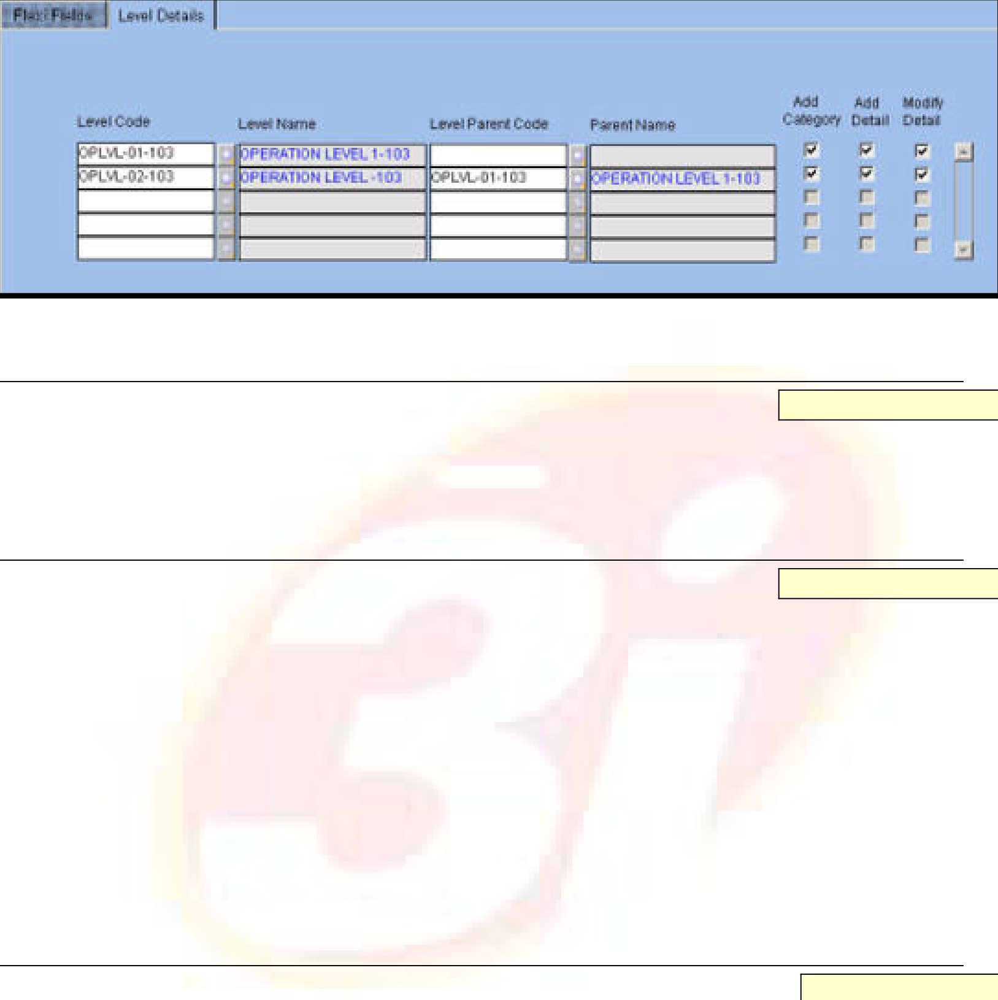 Flexi Fields Level Details
Add Add Modify
Level Code Level Name Level Parent Code Parent Name Category Detail Detail
OPLVL-01-103 OPERATION LEVEL 1-103
OPLVL-02-103 OPERATION LEVEL -103 OPLVL-01-103 OPERATION LEVEL 1-103
3i